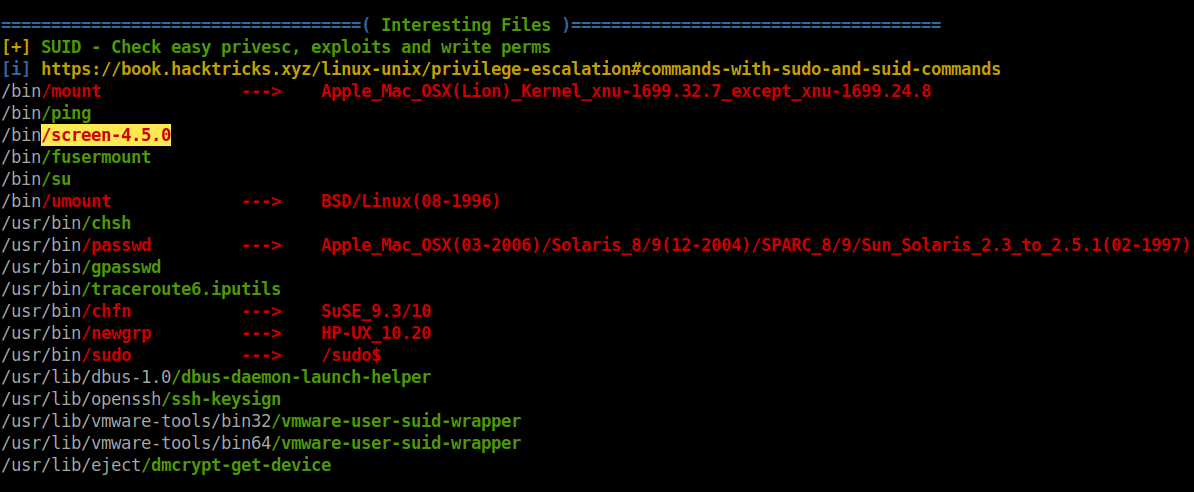 ====================================( Interesting Files )=====================================
[+] SUID - Check easy privesc, exploits and write perms
[i] https://book.hacktricks.xyz/linux-unix/privilege-escalation#commands-with-sudo-and-suid-commands
/bin/mount              --->    Apple_Mac_OSX(Lion)_Kernel_xnu-1699.32.7_except_xnu-1699.24.8
/bin/ping
/bin/screen-4.5.0
/bin/fusermount
/bin/su
/bin/umount             --->    BSD/Linux(08-1996)
/usr/bin/chsh
/usr/bin/passwd         --->    Apple_Mac_OSX(03-2006)/Solaris_8/9(12-2004)/SPARC_8/9/Sun_Solaris_2.3_to_2.5.1(02-1997)
/usr/bin/gpasswd
/usr/bin/traceroute6.iputils
/usr/bin/chfn           --->    SuSE_9.3/10
/usr/bin/newgrp         --->    HP-UX_10.20
/usr/bin/sudo           --->    /sudo$
/usr/lib/dbus-1.0/dbus-daemon-launch-helper
/usr/lib/openssh/ssh-keysign
/usr/lib/vmware-tools/bin32/vmware-user-suid-wrapper
/usr/lib/vmware-tools/bin64/vmware-user-suid-wrapper
/usr/lib/eject/dmcrypt-get-device